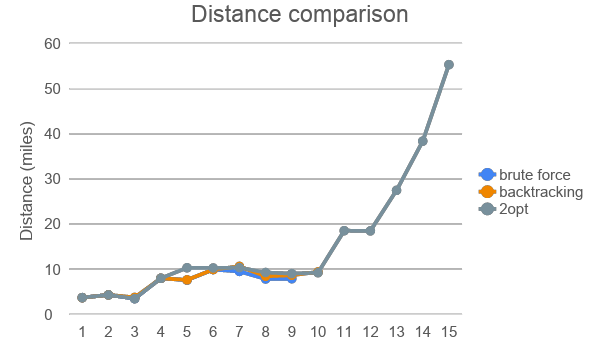 Distance comparison
60
50
40
30
20
10
0
Distance (miles)
1 2 3 4 5 6 7 8 9 10 11 12 13 14 15
brute force
backtracking
2opt